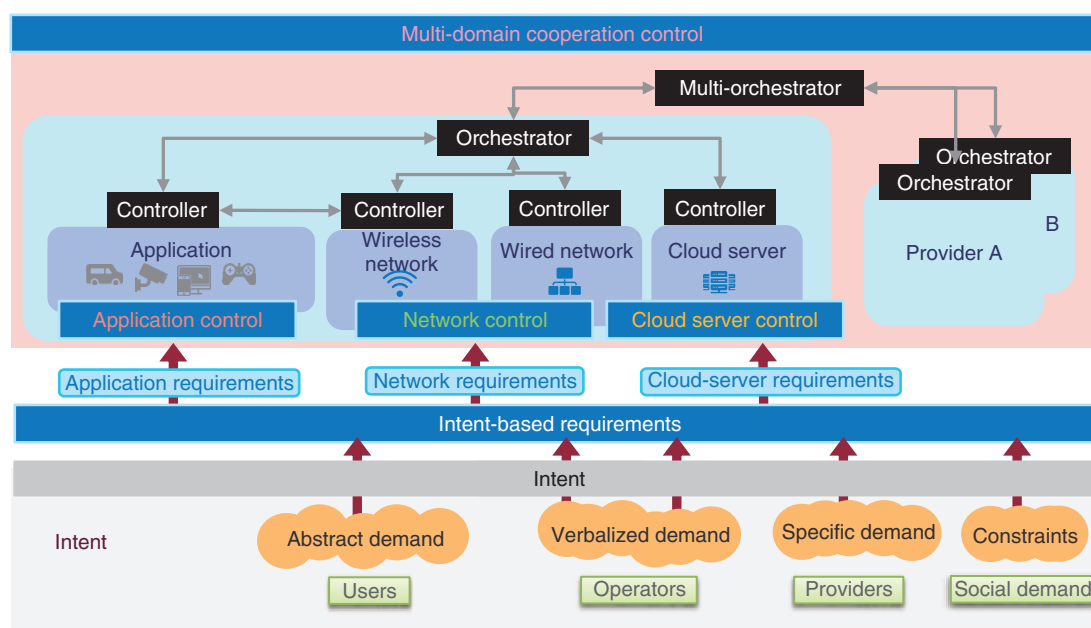 Multi-domain cooperation control
Multi-orchestrator
Orchestrator
Orchestrator
Orchestrator
Controller
Controller
Controller
Controller
Application
Wireless
network
Wired network
Cloud server
Provider A
B
Application control
Network control
Cloud server control
Application requirements
Network requirements
Cloud-server requirements
Intent-based requirements
Intent
Intent
Abstract demand
Verbalized demand
Specific demand
Constraints
Users
Operators
Providers
Social demand